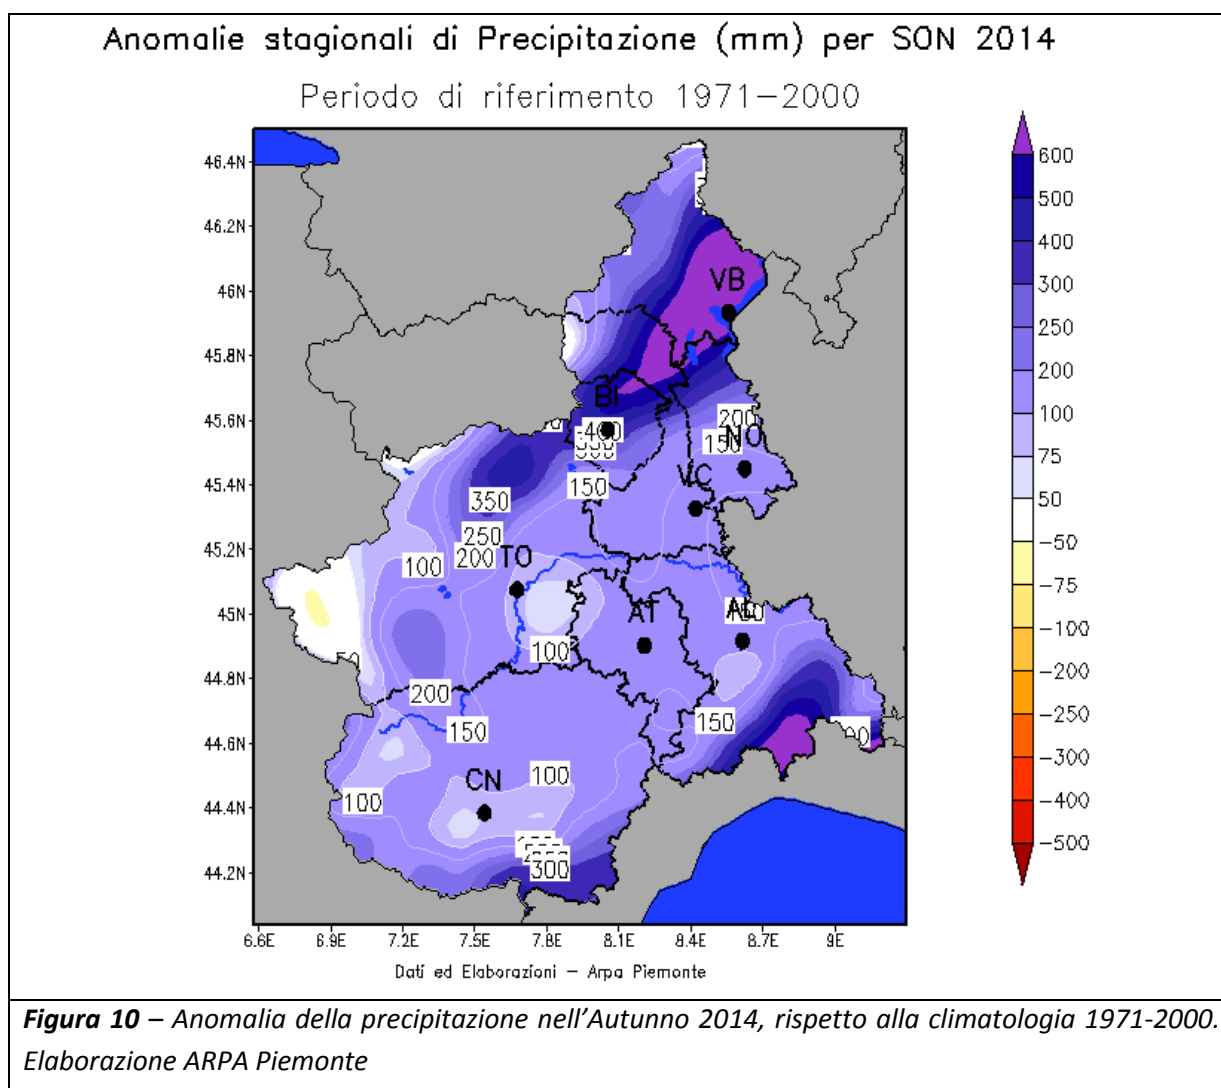 Anomalie stagionali di Precipitazione (mm) per SON 2014
Periodo di riferimento 1971-2000
46.4N
46.2N
46N
45.8N
45.6N
45.4N
45.2N
45N
44.8N
44.6N
44.4N
44.2N
6.6E 6.9E 7.2E 7.5E 7.8E 8.1E 8.4E 8.7E 9E
VB
BI
400
200
NO
150
VC
150
350
250
200
TO
100
AT
AL
150
100
50
200
150
150
100
CN
100
300
600
500
400
300
250
200
100
75
50
-50
-75
-100
-200
-250
-300
-400
-500
Dati ed Elaborazioni - Arpa Piemonte
Figura 10 – Anomalia della precipitazione nell’Autunno 2014, rispetto alla climatologia 1971-2000.
Elaborazione ARPA Piemonte